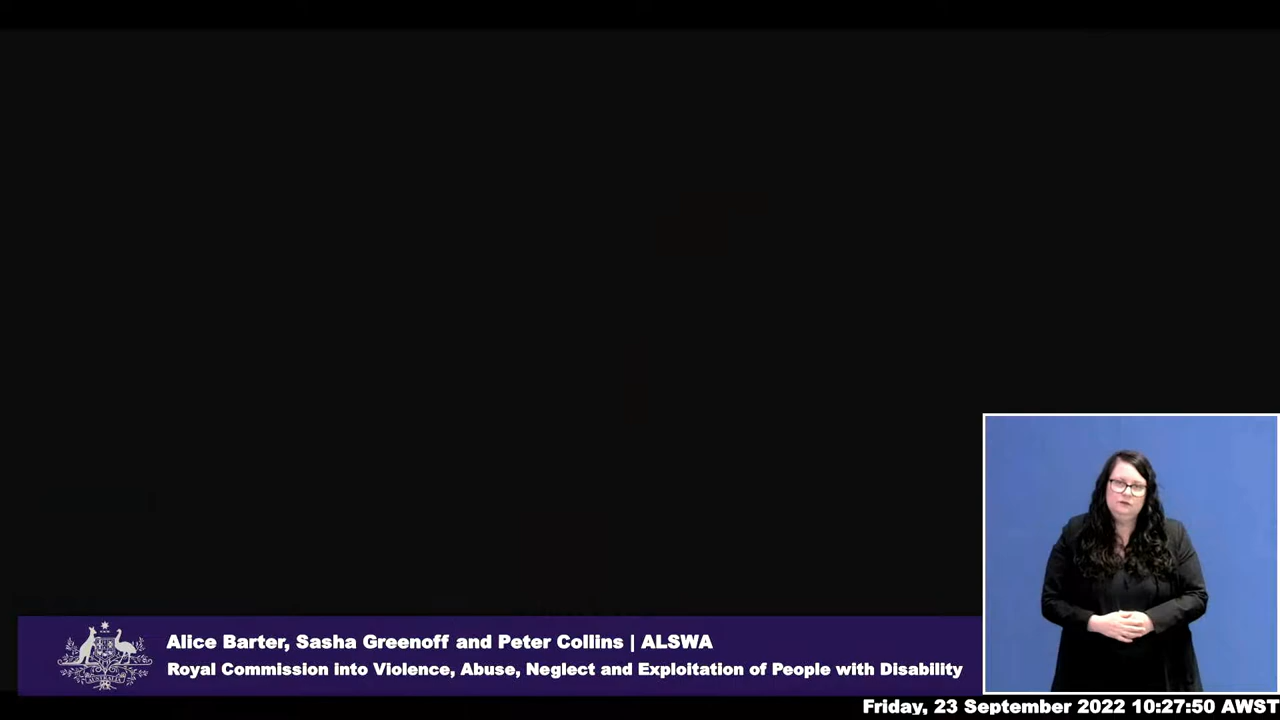 Alice Barter, Sasha Greenoff and Peter Collins | ALSWA
Royal Commission into Violence, Abuse, Neglect and Exploitation of People with Disability
Friday, 23 September 2022 10:27:50 AWST